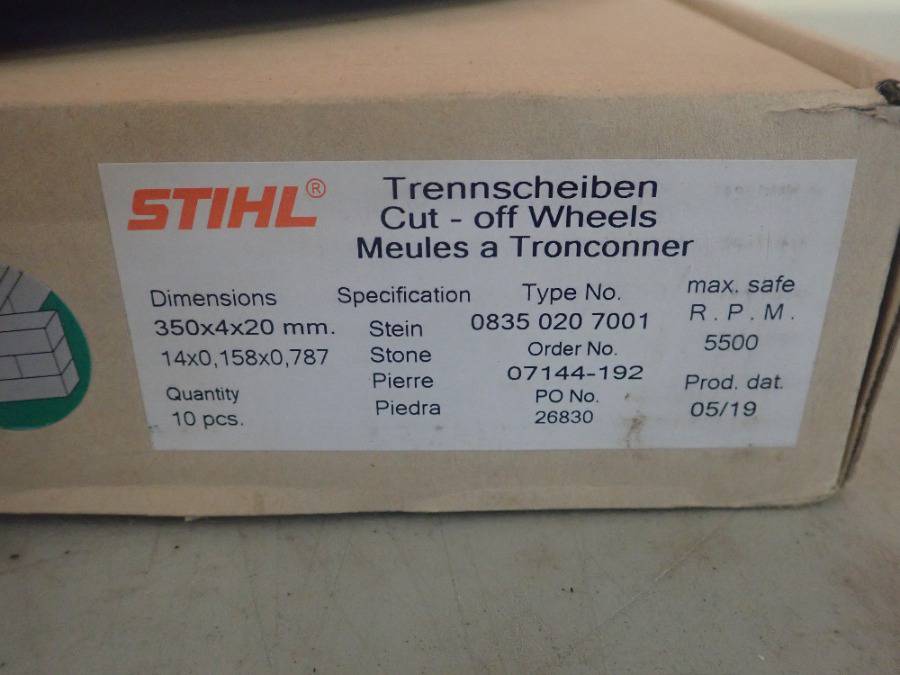 STIHL®
Trennscheiben
Cut - off Wheels
Meules a Tronconner
Dimensions
350x4x20 mm.
14x0,158x0,787
Quantity
10 pcs.
Specification
Stein
Stone
Pierre
Piedra
Type No.
0835 020 7001
Order No.
07144-192
PO No.
26830
max. safe
R . P . M .
5500
Prod. dat.
05/19